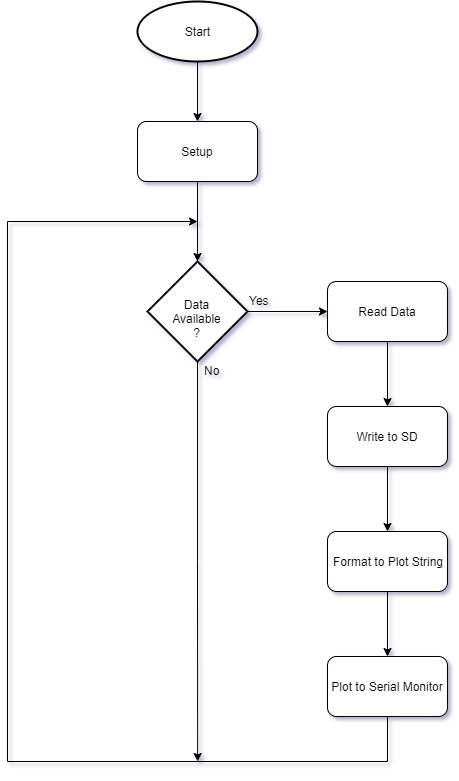 Start
Setup
Data
Available
?
Yes
No
Read Data
Write to SD
Format to Plot String
Plot to Serial Monitor